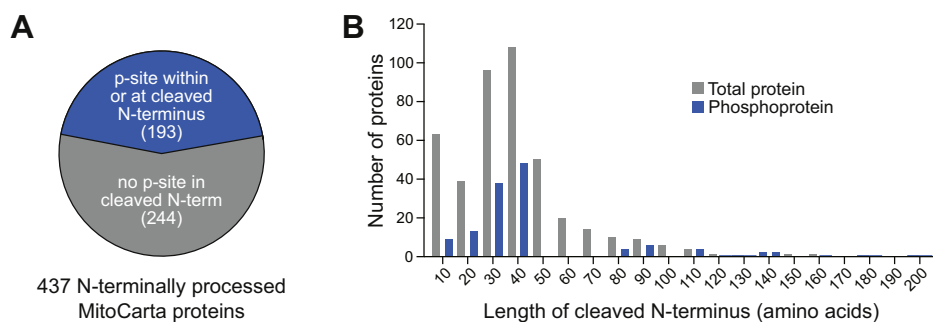 A
p-site within
or at cleaved
N-terminus
(193)
no p-site in
cleaved N-term
(244)
437 N-terminally processed
MitoCarta proteins
B
Number of proteins
120
100
80
60
40
20
0
Total protein
Phosphoprotein
10
20
30
40
50
60
70
80
90
100
110
120
130
140
150
160
170
180
190
200
Length of cleaved N-terminus (amino acids)